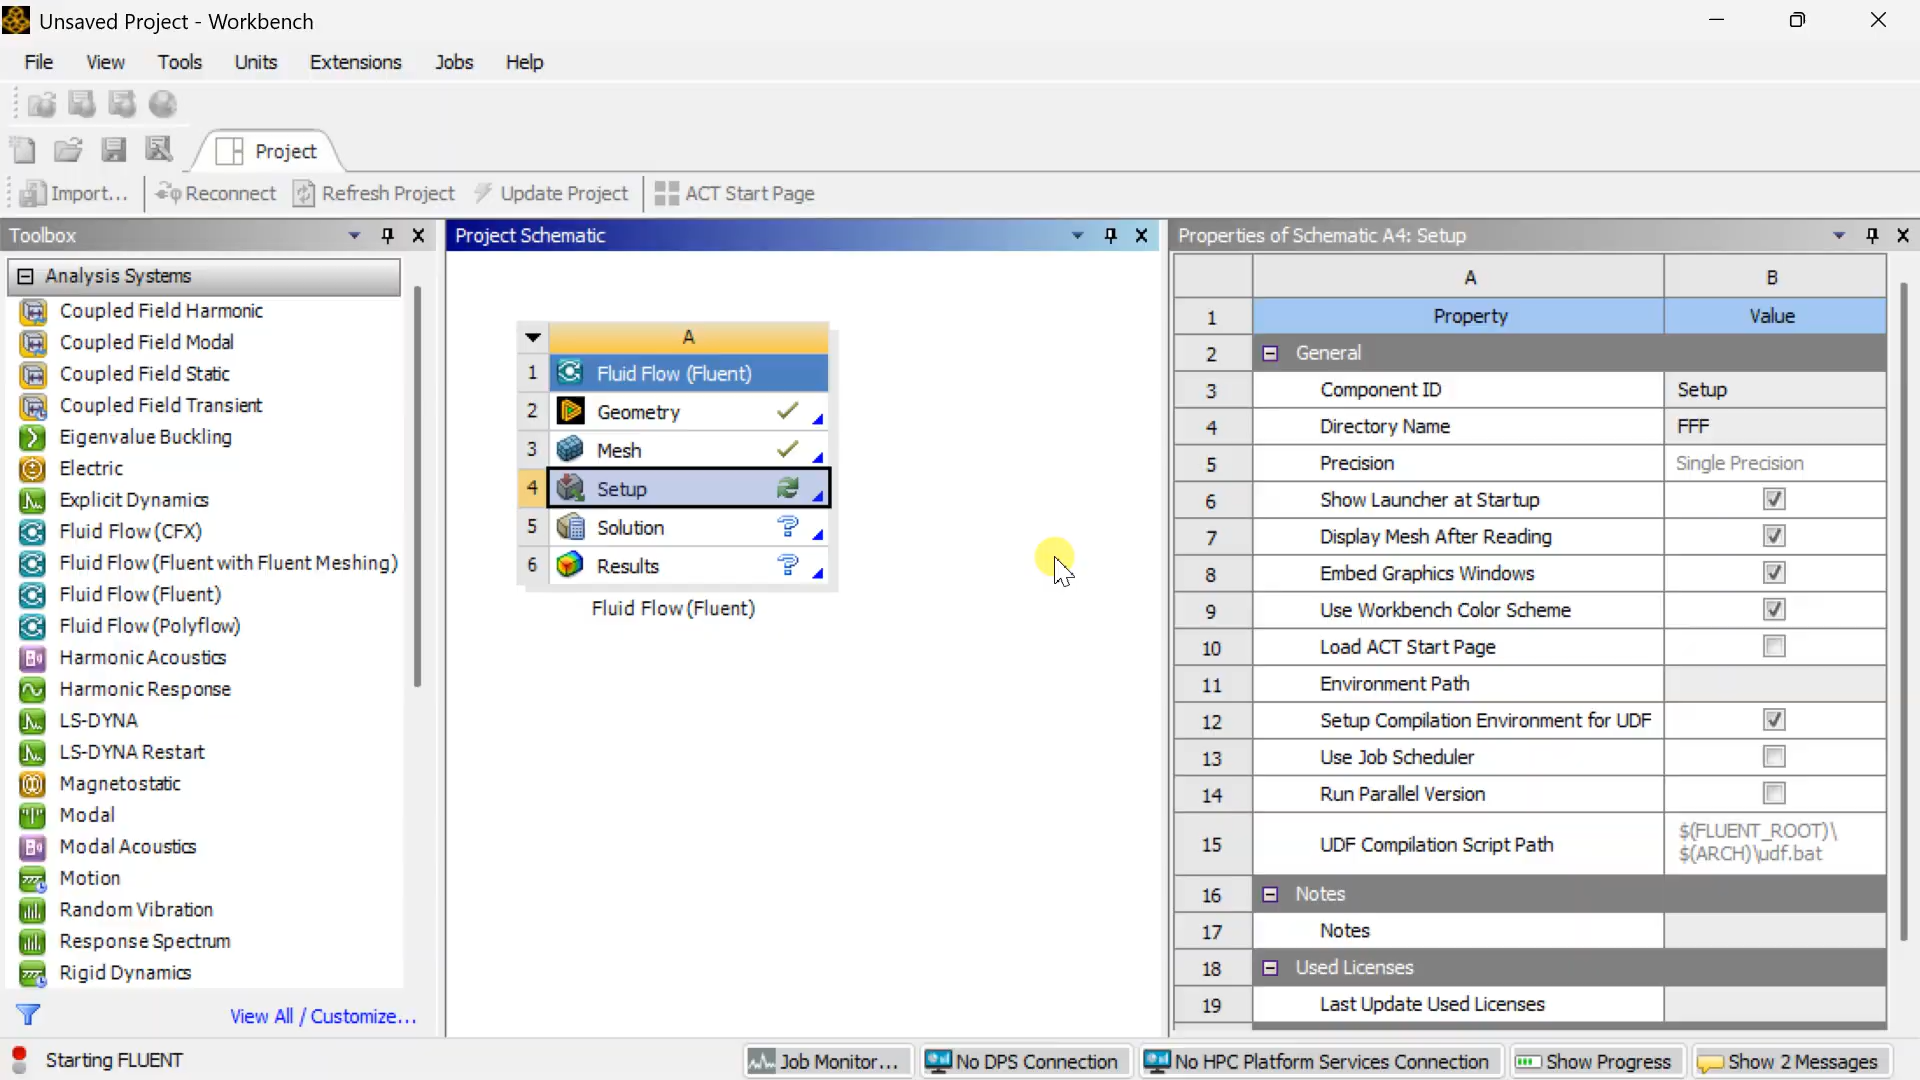 Unsaved Project - Workbench
File View Tools Units Extensions Jobs Help
Project
Import... Reconnect Refresh Project Update Project ACT Start Page
Toolbox
Analysis Systems
Coupled Field Harmonic
Coupled Field Modal
Coupled Field Static
Coupled Field Transient
Eigenvalue Buckling
Electric
Explicit Dynamics
Fluid Flow (CFX)
Fluid Flow (Fluent with Fluent Meshing)
Fluid Flow (Fluent)
Fluid Flow (Polyflow)
Harmonic Acoustics
Harmonic Response
LS-DYNA
LS-DYNA Restart
Magnetostatic
Modal
Modal Acoustics
Motion
Random Vibration
Response Spectrum
Rigid Dynamics
View All / Customize...
Project Schematic
A
1 Fluid Flow (Fluent)
2 Geometry
3 Mesh
4 Setup
5 Solution ?
6 Results ?
Fluid Flow (Fluent)
Properties of Schematic A4: Setup
A B
1 Property Value
2 General
3 Component ID Setup
4 Directory Name FFF
5 Precision Single Precision
6 Show Launcher at Startup
7 Display Mesh After Reading
8 Embed Graphics Windows
9 Use Workbench Color Scheme
10 Load ACT Start Page
11 Environment Path
12 Setup Compilation Environment for UDF
13 Use Job Scheduler
14 Run Parallel Version
15 UDF Compilation Script Path $(FLUENT_ROOT)\
$(ARCH)\udf.bat
16 Notes
17 Notes
18 Used Licenses
19 Last Update Used Licenses
Starting FLUENT Job Monitor... No DPS Connection No HPC Platform Services Connection Show Progress Show 2 Messages